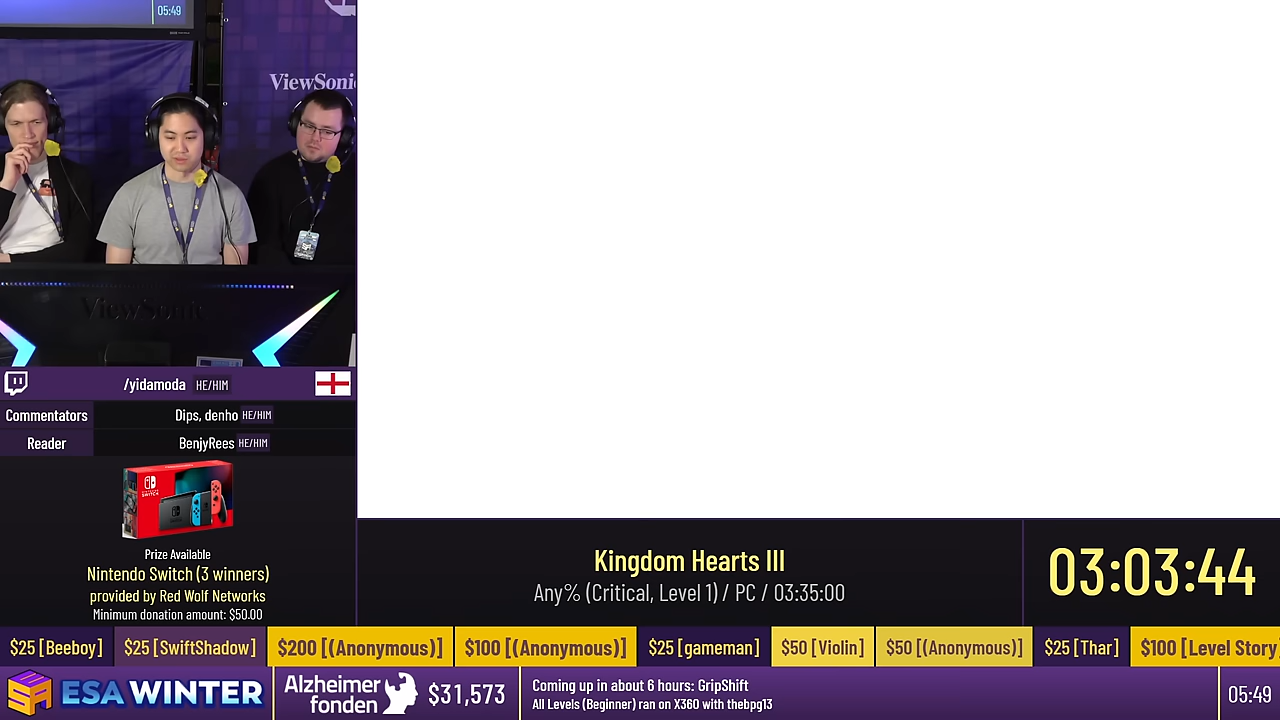 05:49
ViewSonic
ViewSonic
/yidamoda HE/HIM
Commentators Dips, denho HE/HIM
Reader BenjyRees HE/HIM
Prize Available
Nintendo Switch (3 winners)
provided by Red Wolf Networks
Minimum donation amount: $50.00
Kingdom Hearts III
Any% (Critical, Level 1) / PC / 03:35:00
03:03:44
$25 [Beeboy] $25 [SwiftShadow] $200 [(Anonymous)] $100 [(Anonymous)] $25 [gameman] $50 [Violin] $50 [(Anonymous)] $25 [Thar] $100 [Level Story
ESA WINTER
Alzheimer
fonden
$31,573
Coming up in about 6 hours: GripShift
All Levels (Beginner) ran on X360 with thebpg13
05:49